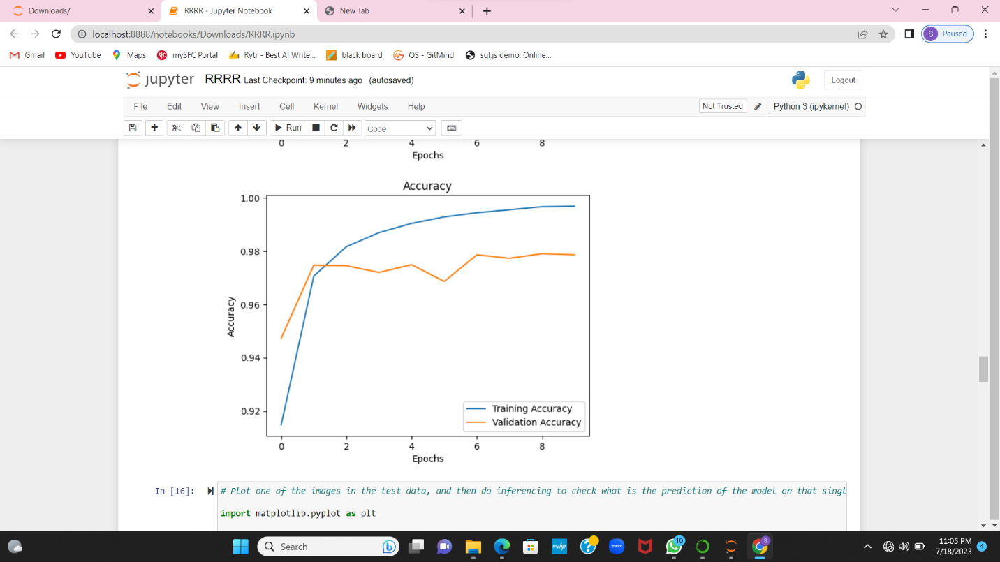 Downloads/
RRRR - Jupyter Notebook
New Tab
localhost:8888/notebooks/Downloads/RRRR.ipynb
S Paused
Gmail
YouTube
Maps
SFC mySFC Portal
Rytr - Best AI Write...
black board
OS - GitMind
sql.js demo: Online...
jupyter RRRR Last Checkpoint: 9 minutes ago (autosaved)
Logout
File Edit View Insert Cell Kernel Widgets Help
Not Trusted
Python 3 (ipykernel)
Run
Code
0 2 4 6 8
Epochs
Accuracy
1.00
0.98
0.96
0.94
0.92
Accuracy
Training Accuracy
Validation Accuracy
0 2 4 6 8
Epochs
In [16]:
# Plot one of the images in the test data, and then do inferencing to check what is the prediction of the model on that singl
import matplotlib.pyplot as plt
Search
myhp
zoom
10
S
11:05 PM
7/18/2023
4